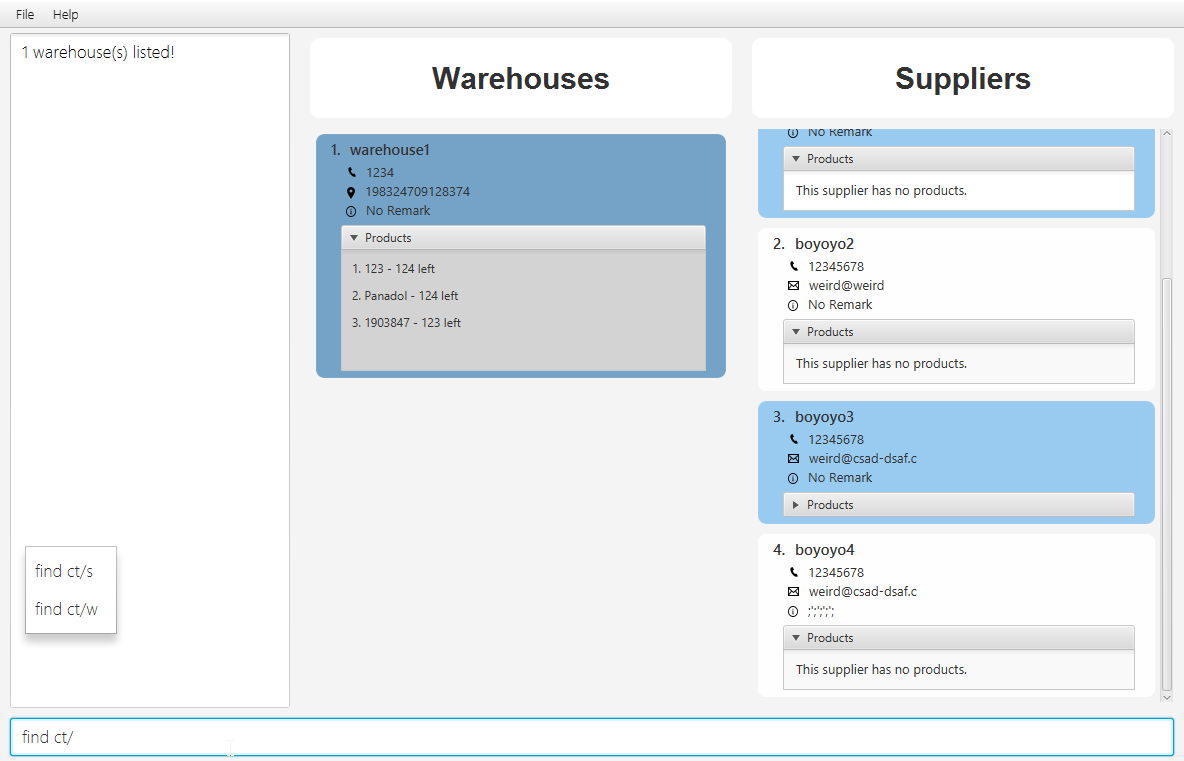 File Help
1 warehouse(s) listed!
find ct/s
find ct/w
Warehouses
1. warehouse1
1234
198324709128374
No Remark
Products
1. 123 - 124 left
2. Panadol - 124 left
3. 1903847 - 123 left
Suppliers
No Remark
Products
This supplier has no products.
2. boyoyo2
12345678
weird@weird
No Remark
Products
This supplier has no products.
3. boyoyo3
12345678
weird@csad-dsaf.c
No Remark
Products
4. boyoyo4
12345678
weird@csad-dsaf.c
;';';';';
Products
This supplier has no products.
find ct/